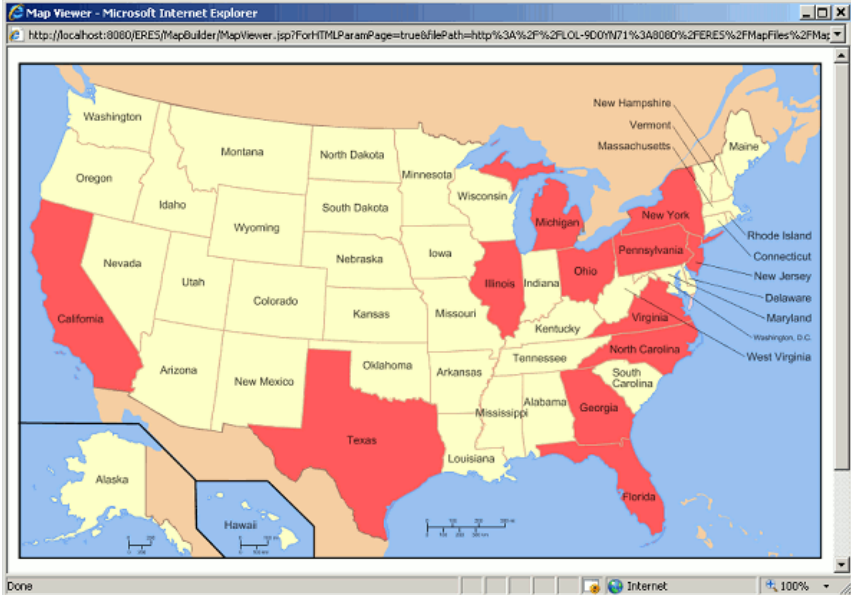 Map Viewer - Microsoft Internet Explorer
http://localhost:8080/ERES/MapBuilder/MapViewer.jsp?ForHTMLParamPage=true&filePath=http%3A%2F%2FLOL-9D0YN71%3A8080%2FERES%2FMapFiles%2FMap
New Hampshire
Vermont
Massachusetts
Washington
Maine
Montana
North Dakota
Minnesota
Oregon
Wisconsin
Idaho
South Dakota
Michigan
New York
Wyoming
Rhode Island
Pennsylvania
Iowa
Connecticut
Nevada
Nebraska
Ohio
New Jersey
Utah
Illinois
Indiana
Colorado
Delaware
California
Kansas
Missouri
Virginia
Maryland
Kentucky
Washington, D.C.
North Carolina
West Virginia
Tennessee
Arizona
Oklahoma
Arkansas
New Mexico
South
Carolina
Alabama
Georgia
Mississippi
Texas
Louisiana
Alaska
Florida
Hawaii
Done
Internet
100%